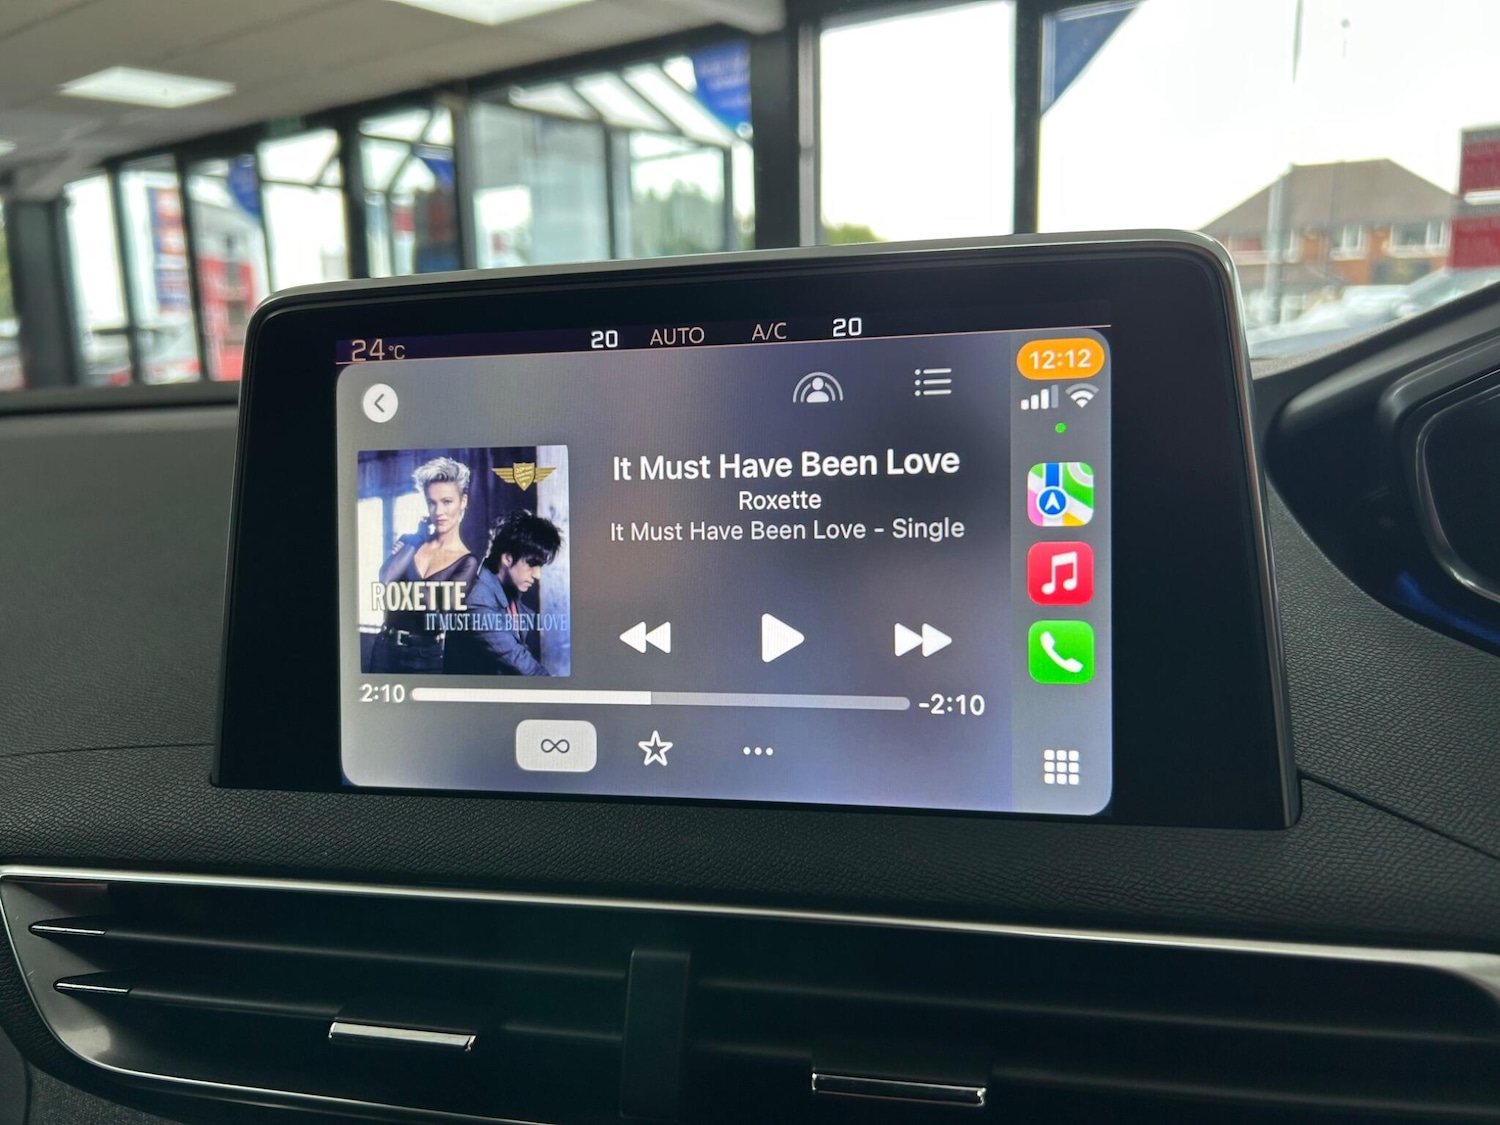 24°C 20 AUTO A/C 20
12:12
It Must Have Been Love
Roxette
It Must Have Been Love - Single
ROXETTE
IT MUST HAVE BEEN LOVE
2:10 -2:10